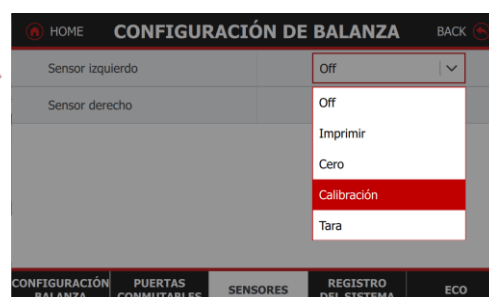 HOME CONFIGURACIÓN DE BALANZA BACK
Sensor izquierdo Off
Sensor derecho
Off
Imprimir
Cero
Calibración
Tara
CONFIGURACIÓN BALANZA
PUERTAS CONMUTABLES
SENSORES
REGISTRO DEL SISTEMA
ECO